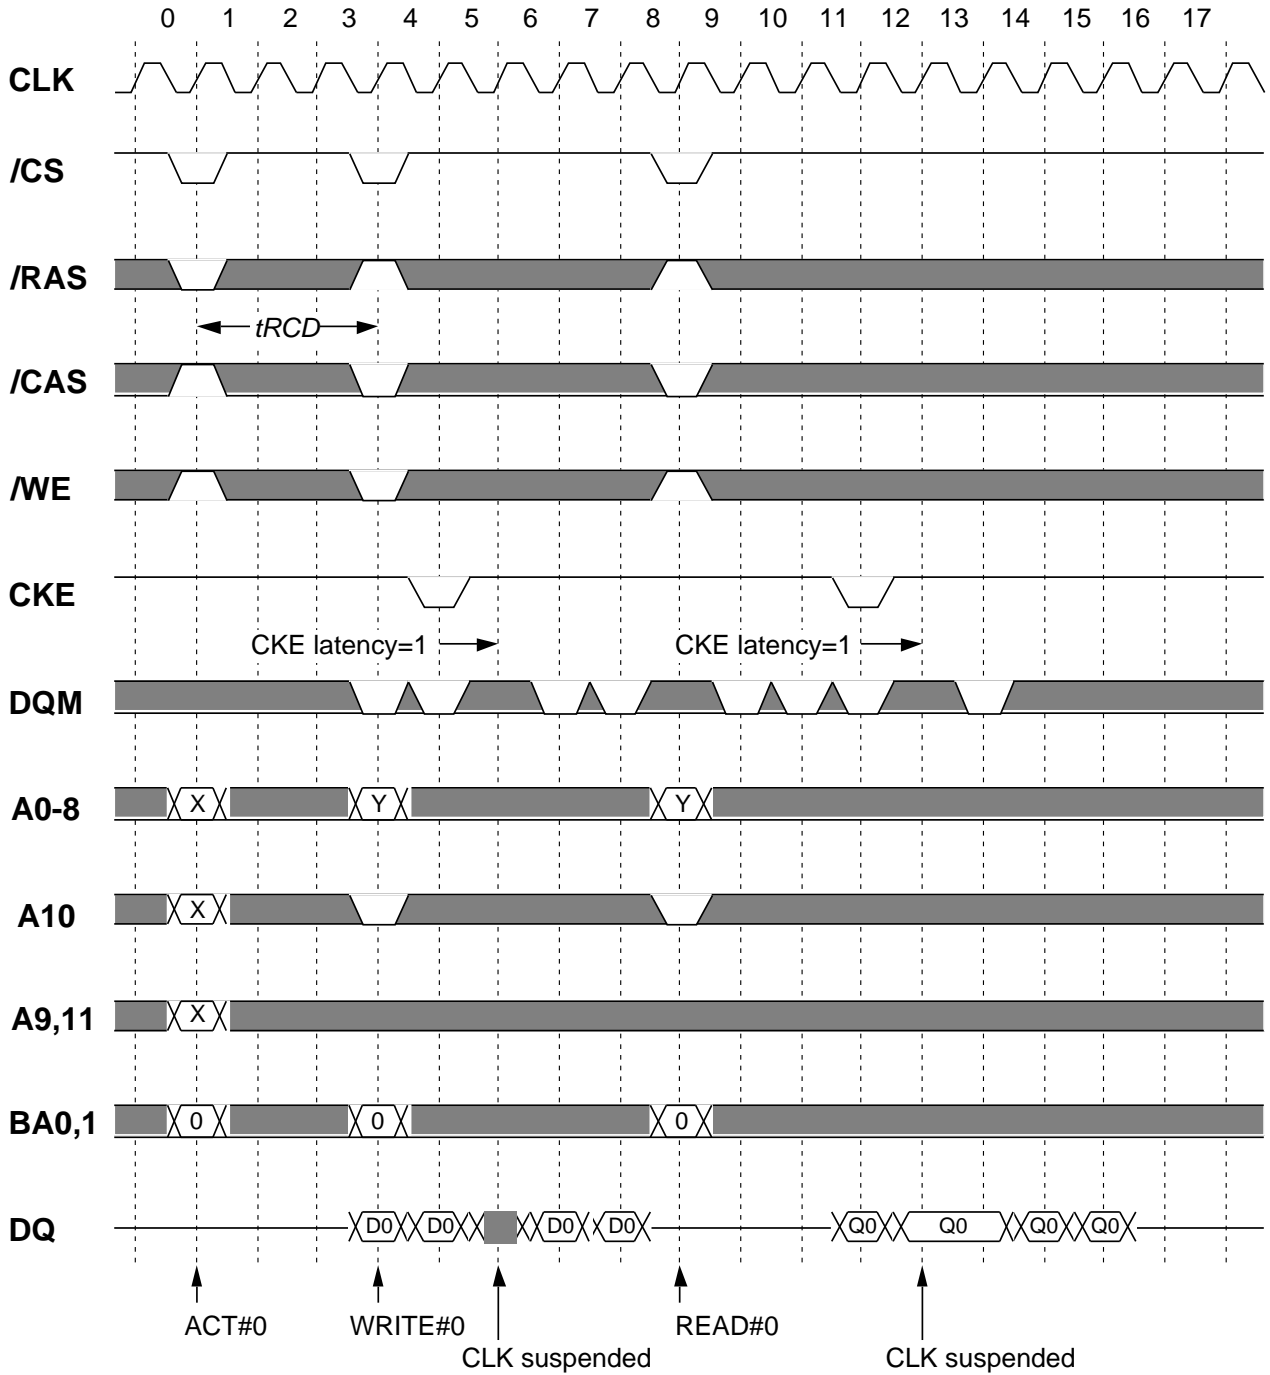 0 1 2 3 4 5 6 7 8 9 10 11 12 13 14 15 16 17
CLK
/CS
/RAS
tRCD
/CAS
/WE
CKE
CKE latency=1 CKE latency=1
DQM
A0-8 X Y Y
A10 X
A9,11 X
BA0,1 0 0 0
DQ D0 D0 D0 D0 Q0 Q0 Q0 Q0
ACT#0 WRITE#0 READ#0
CLK suspended CLK suspended